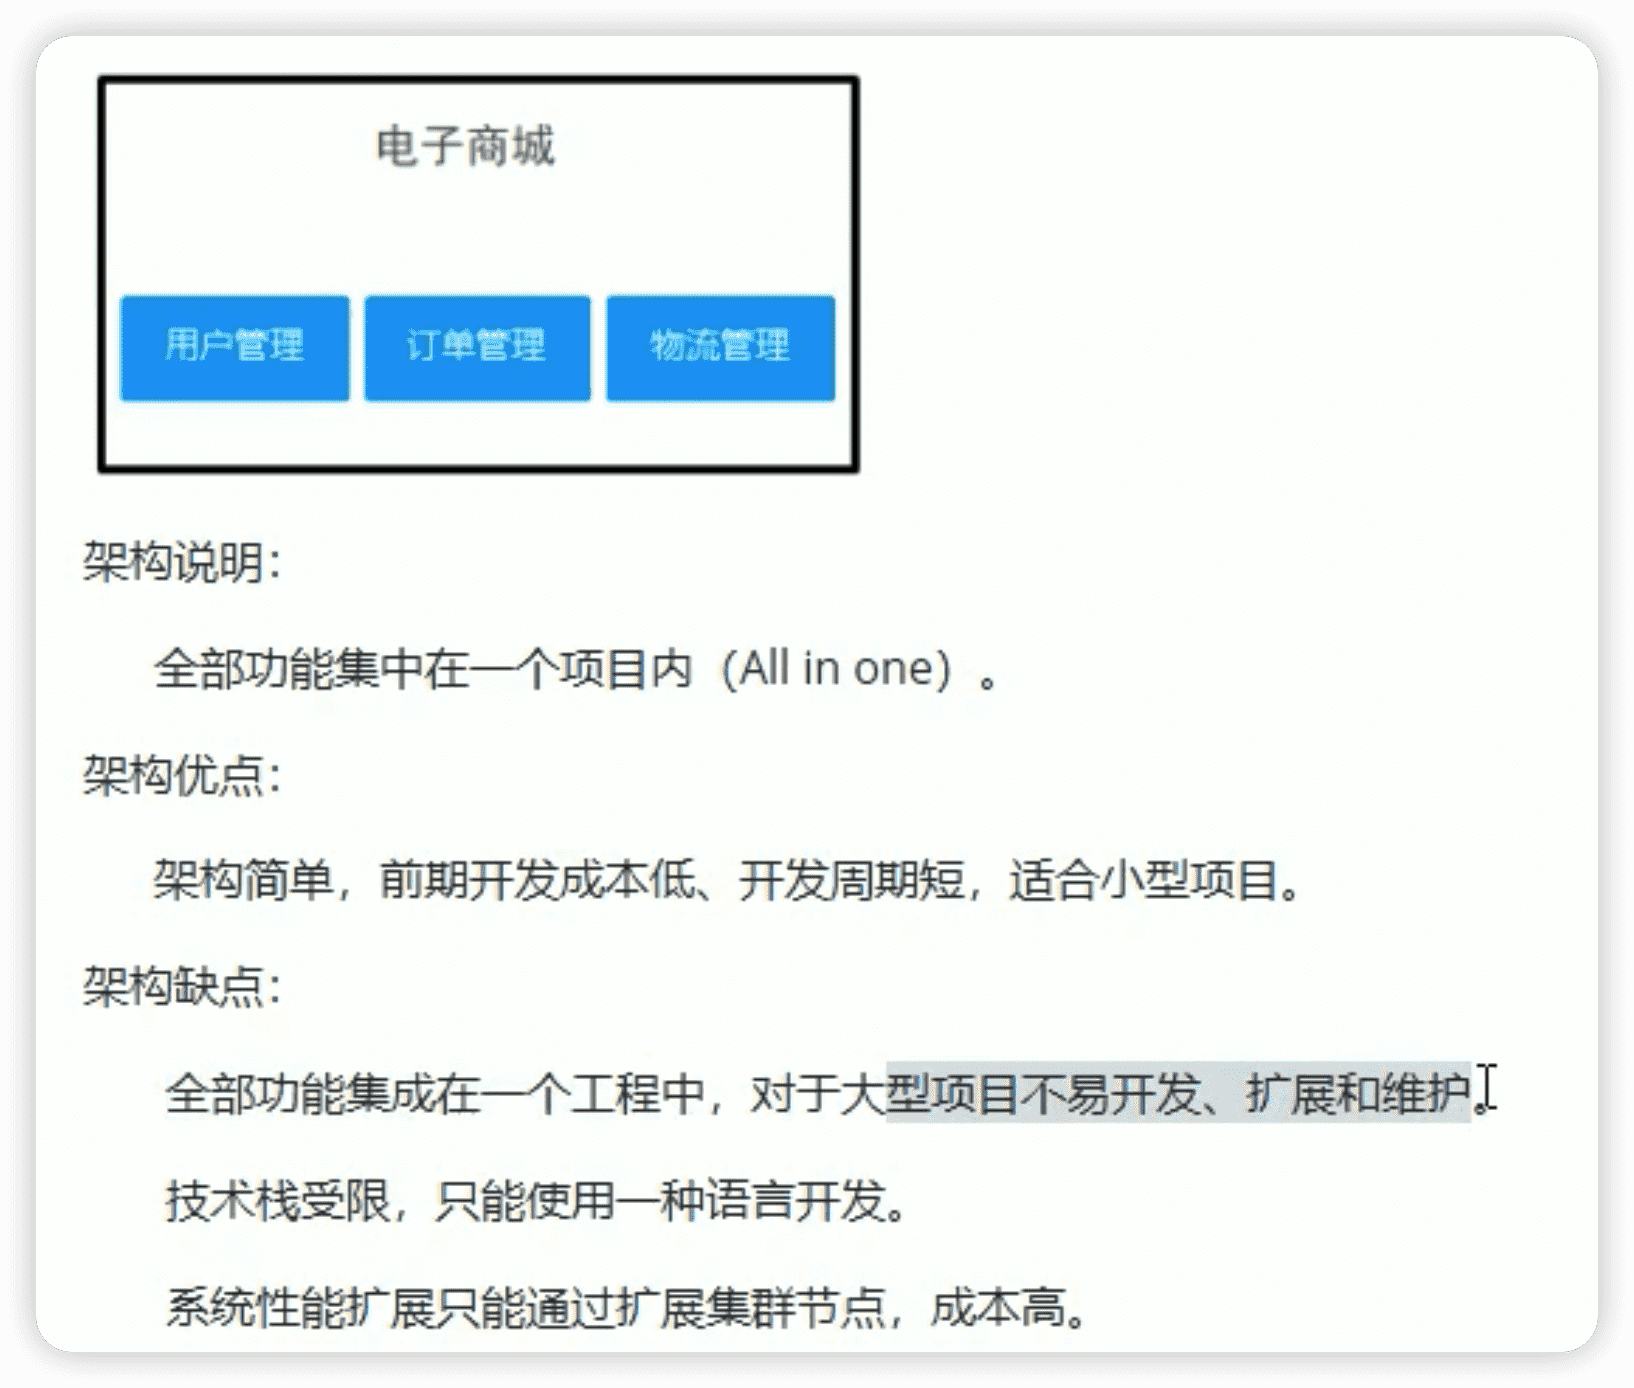 电子商城
用户管理 订单管理 物流管理
架构说明：
全部功能集中在一个项目内（All in one）。
架构优点：
架构简单，前期开发成本低、开发周期短，适合小型项目。
架构缺点：
全部功能集成在一个工程中，对于大型项目不易开发、扩展和维护。
技术栈受限，只能使用一种语言开发。
系统性能扩展只能通过扩展集群节点，成本高。